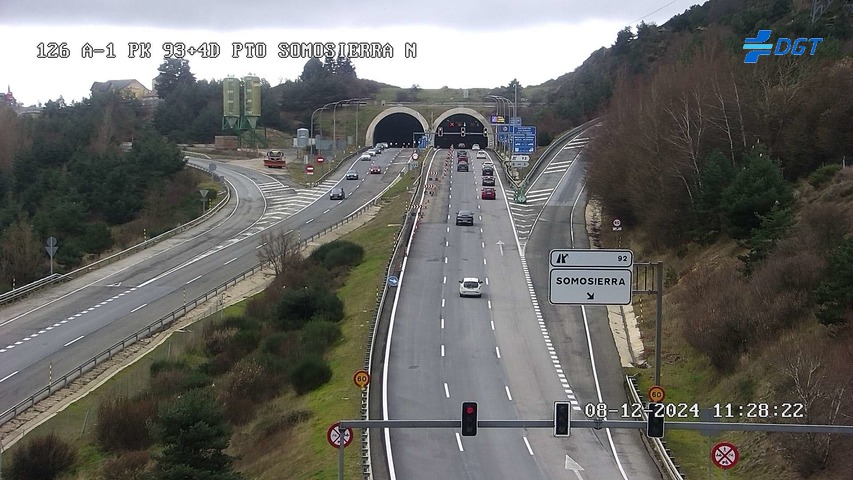 126 A-1 PK 93+4D PTO SOMOSIERRA N
DGT
92
SOMOSIERRA
60
60
08-12-2024 11:28:22